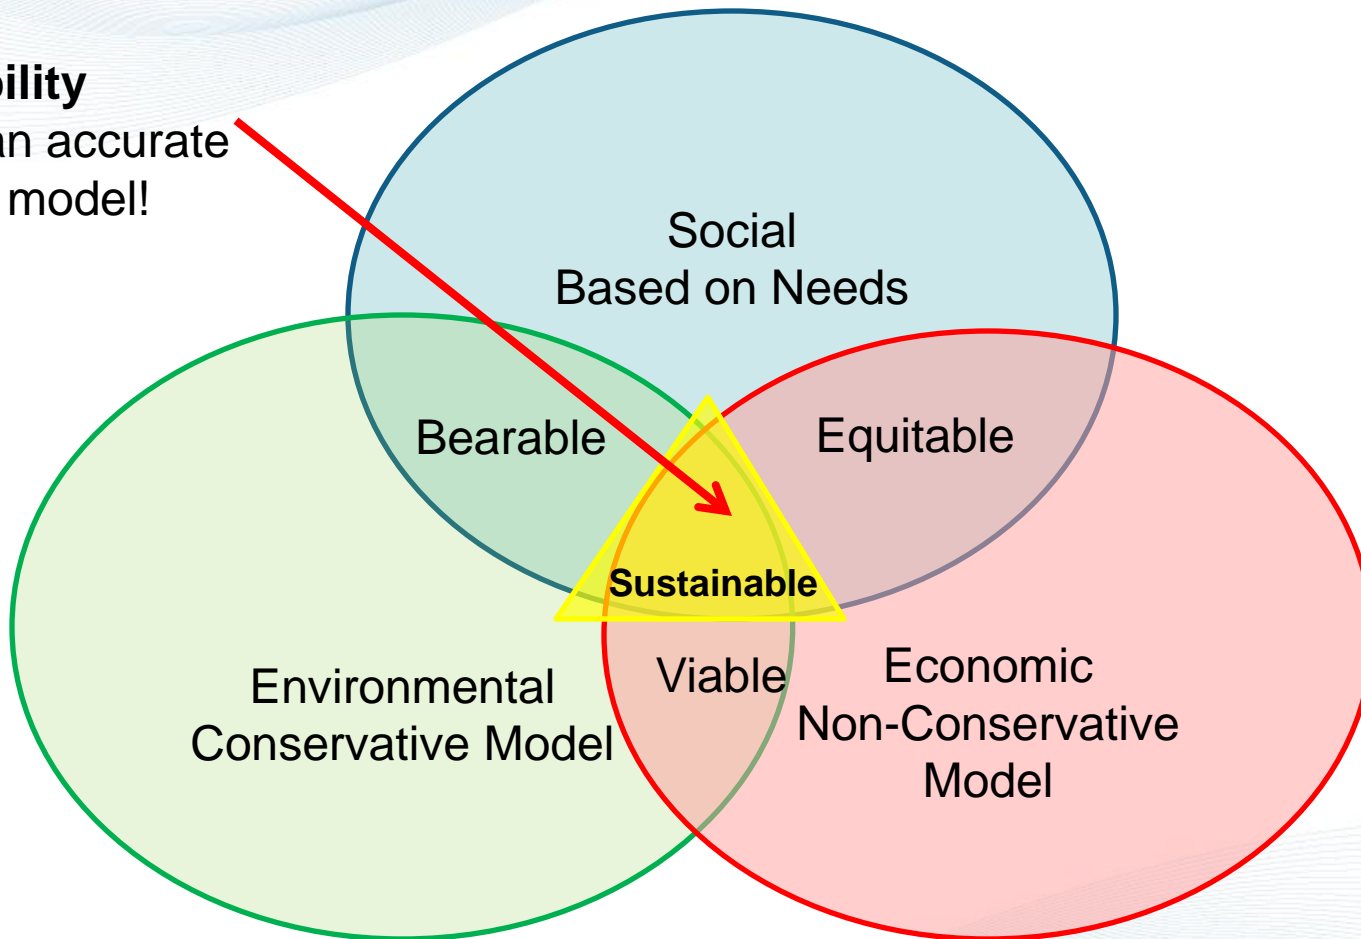 bility
an accurate
model!
Social
Based on Needs
Bearable
Equitable
Sustainable
Viable
Environmental
Conservative Model
Economic
Non-Conservative
Model